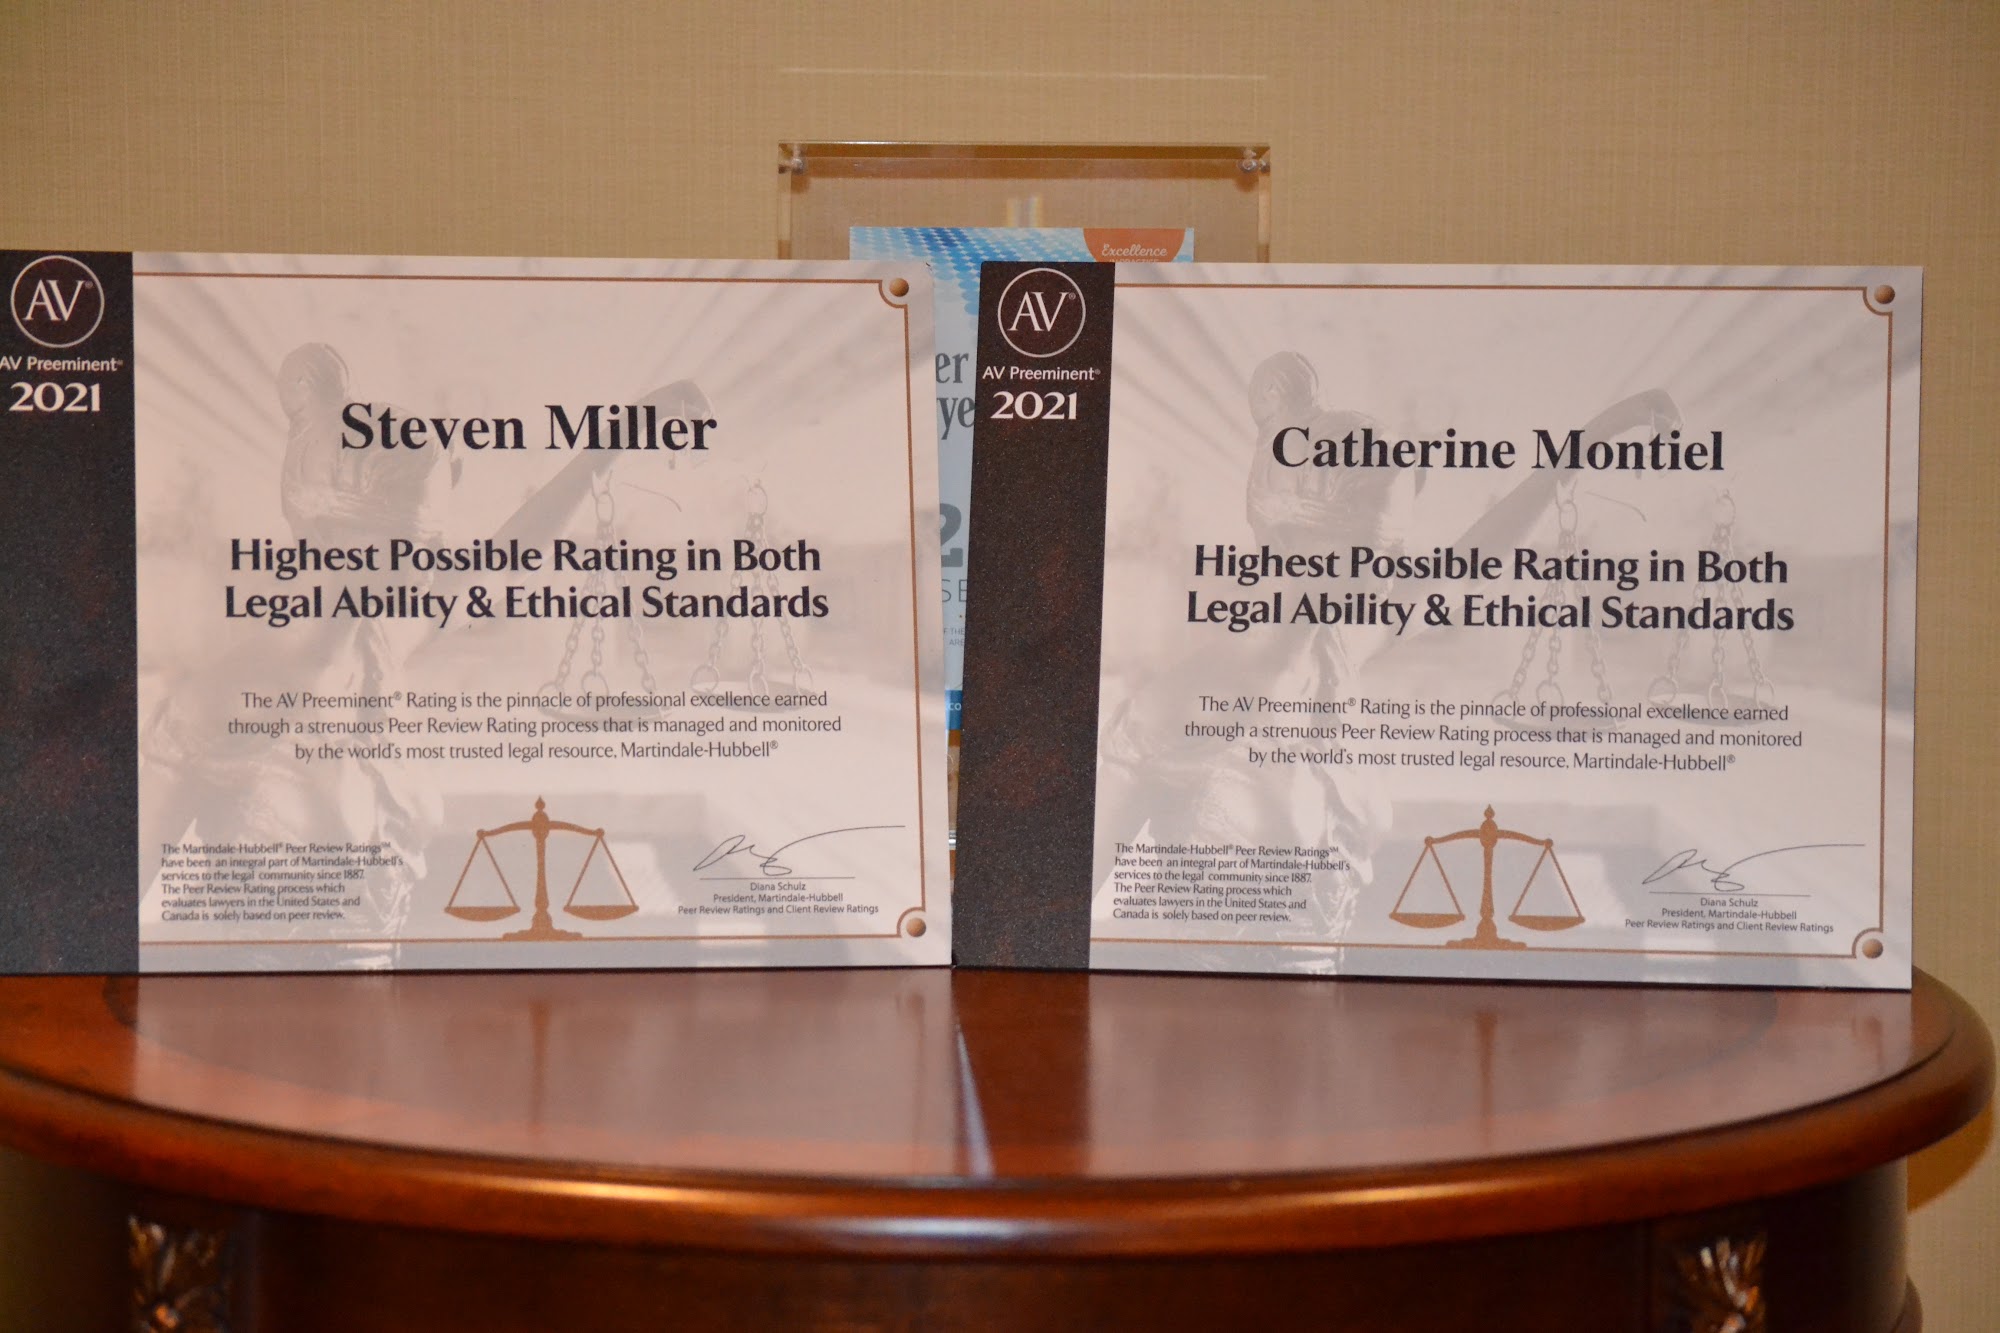 AV®
AV Preeminent®
2021
Steven Miller
Highest Possible Rating in Both
Legal Ability & Ethical Standards
The AV Preeminent® Rating is the pinnacle of professional excellence earned
through a strenuous Peer Review Rating process that is managed and monitored
by the world's most trusted legal resource, Martindale-Hubbell®
The Martindale-Hubbell® Peer Review Ratings℠
have been an integral part of Martindale-Hubbell's
services to the legal community since 1887.
The Peer Review Rating process which
evaluates lawyers in the United States and
Canada is solely based on peer review.
Diana Schulz
President, Martindale-Hubbell
Peer Review Ratings and Client Review Ratings
Excellence
AV®
AV Preeminent®
2021
Catherine Montiel
Highest Possible Rating in Both
Legal Ability & Ethical Standards
The AV Preeminent® Rating is the pinnacle of professional excellence earned
through a strenuous Peer Review Rating process that is managed and monitored
by the world's most trusted legal resource, Martindale-Hubbell®
The Martindale-Hubbell® Peer Review Ratings℠
have been an integral part of Martindale-Hubbell's
services to the legal community since 1887.
The Peer Review Rating process which
evaluates lawyers in the United States and
Canada is solely based on peer review.
Diana Schulz
President, Martindale-Hubbell
Peer Review Ratings and Client Review Ratings